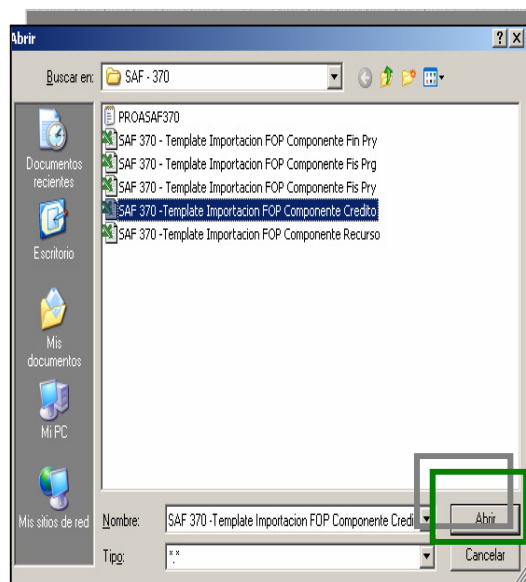 Abrir
Buscar en: SAF - 370
PROASAF370
SAF 370 - Template Importacion FOP Componente Fin Pry
SAF 370 - Template Importacion FOP Componente Fis Prg
SAF 370 - Template Importacion FOP Componente Fis Pry
SAF 370 -Template Importacion FOP Componente Credito
SAF 370 -Template Importacion FOP Componente Recurso
Documentos
recientes
Escritorio
Mis
documentos
Mi PC
Mis sitios de red
Nombre: SAF 370 -Template Importacion FOP Componente Credi Abrir
Tipo: *.* Cancelar